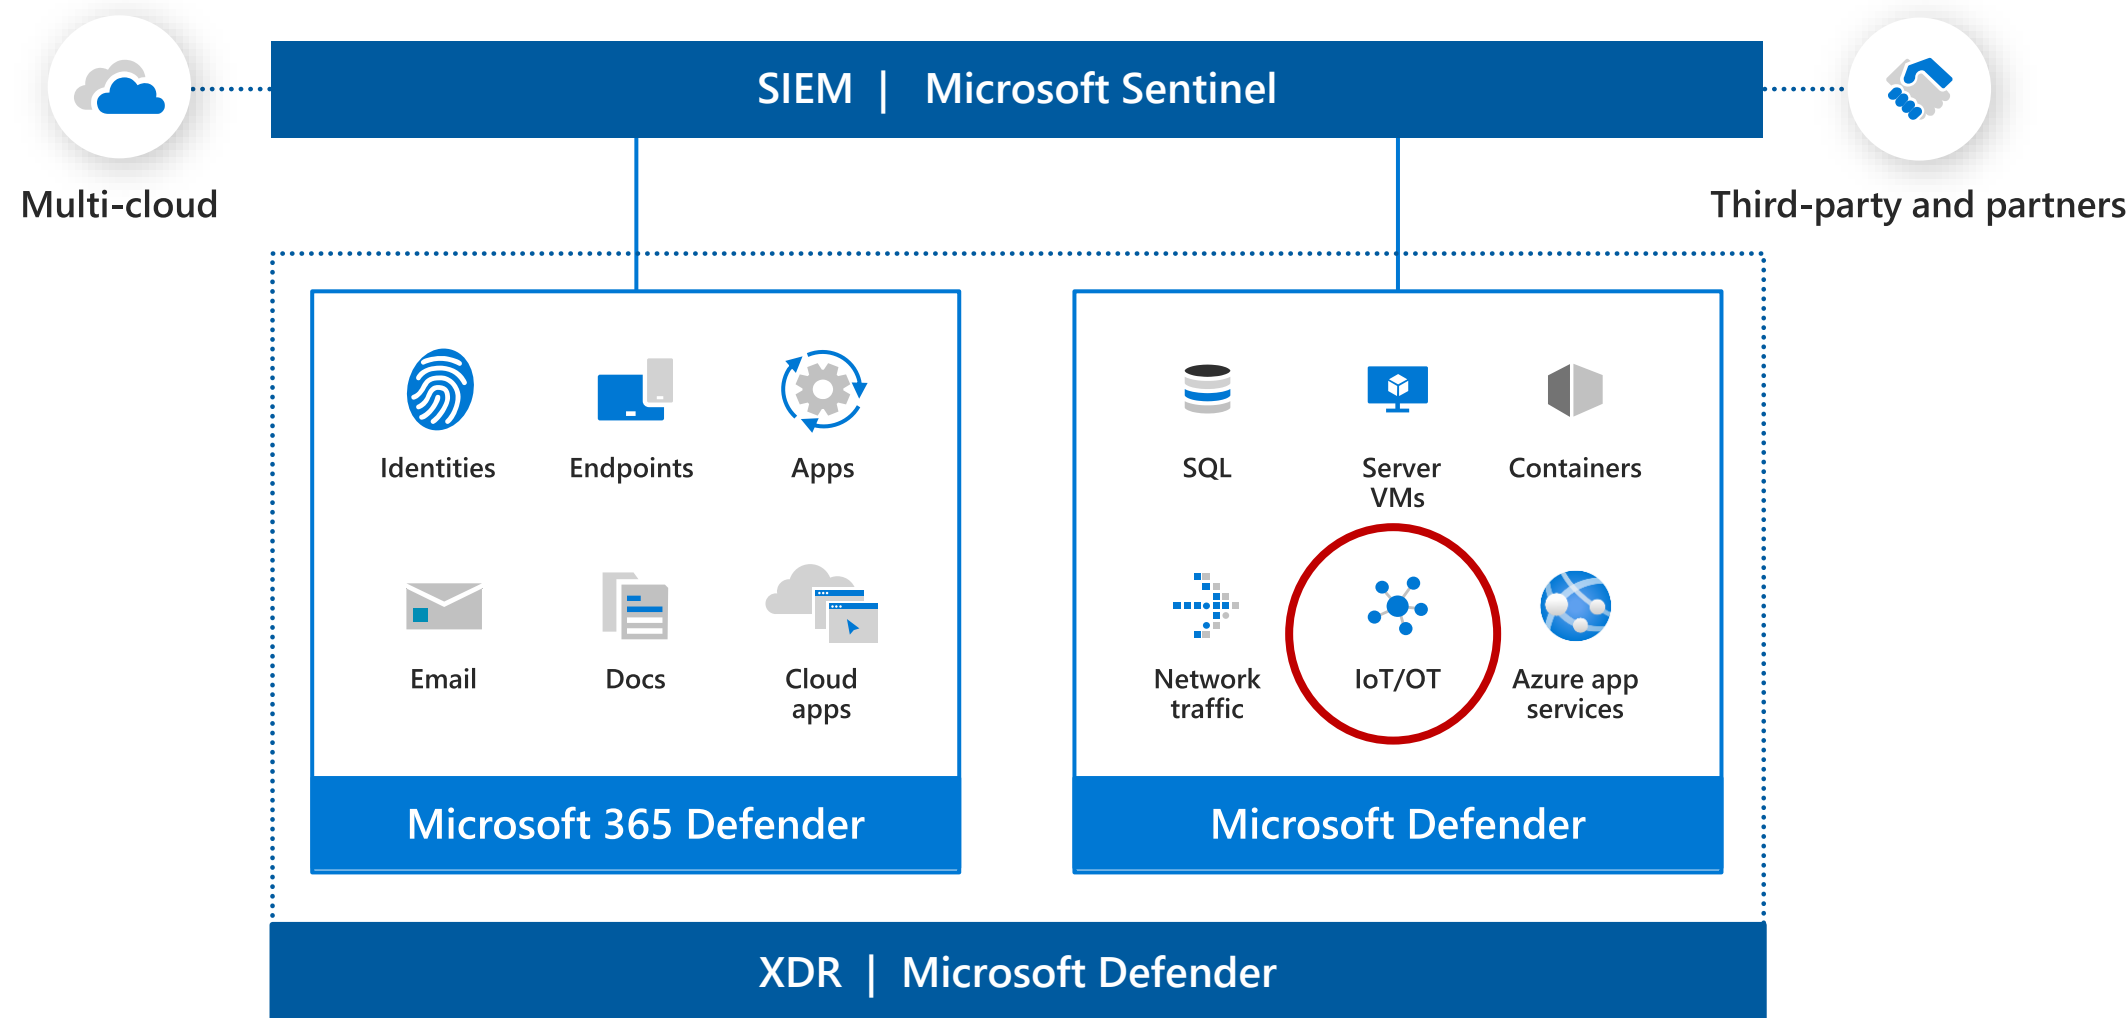 SIEM | Microsoft Sentinel
Multi-cloud
Third-party and partners
Identities
Endpoints
Apps
Email
Docs
Cloud
apps
Microsoft 365 Defender
SQL
Server
VMs
Containers
Network
traffic
IoT/OT
Azure app
services
Microsoft Defender
XDR | Microsoft Defender